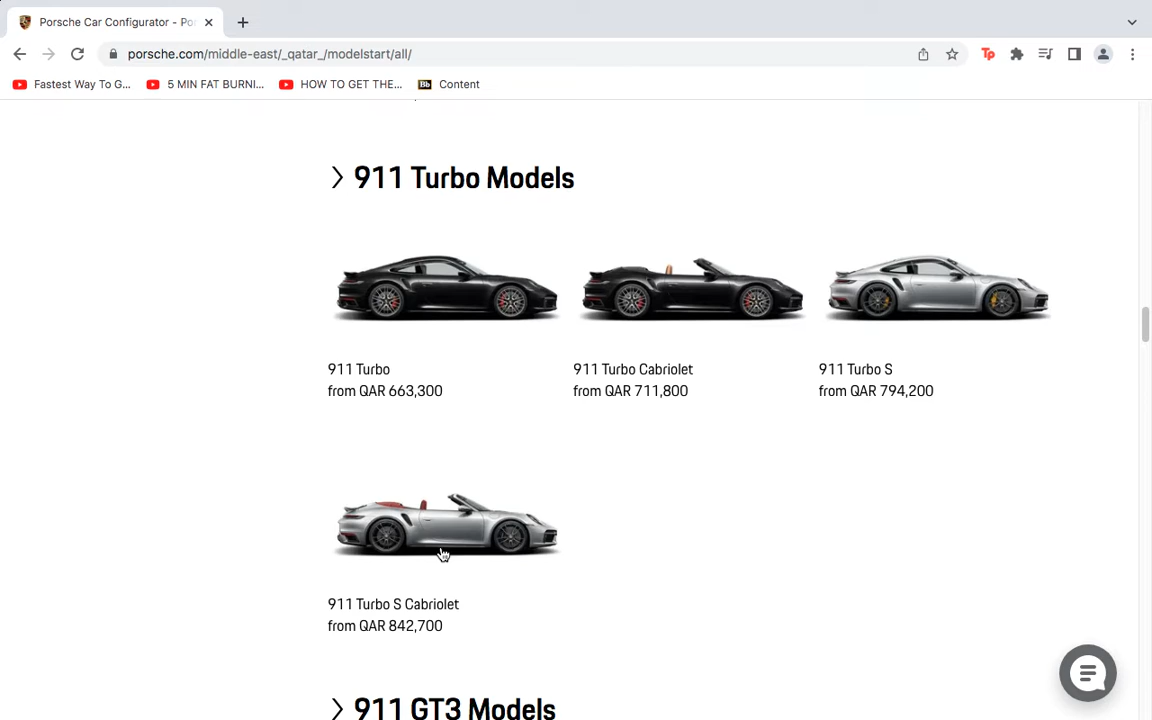 Porsche Car Configurator - Po
porsche.com/middle-east/_qatar_/modelstart/all/
Tp
Fastest Way To G...
5 MIN FAT BURNI...
HOW TO GET THE...
Bb
Content
911 Turbo Models
911 Turbo
from QAR 663,300
911 Turbo Cabriolet
from QAR 711,800
911 Turbo S
from QAR 794,200
911 Turbo S Cabriolet
from QAR 842,700
911 GT3 Models